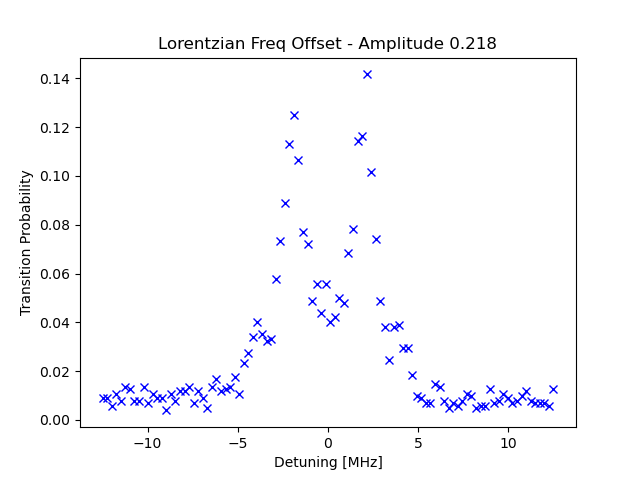 Lorentzian Freq Offset - Amplitude 0.218
Transition Probability
0.14
0.12
0.10
0.08
0.06
0.04
0.02
0.00
−10 −5 0 5 10
Detuning [MHz]